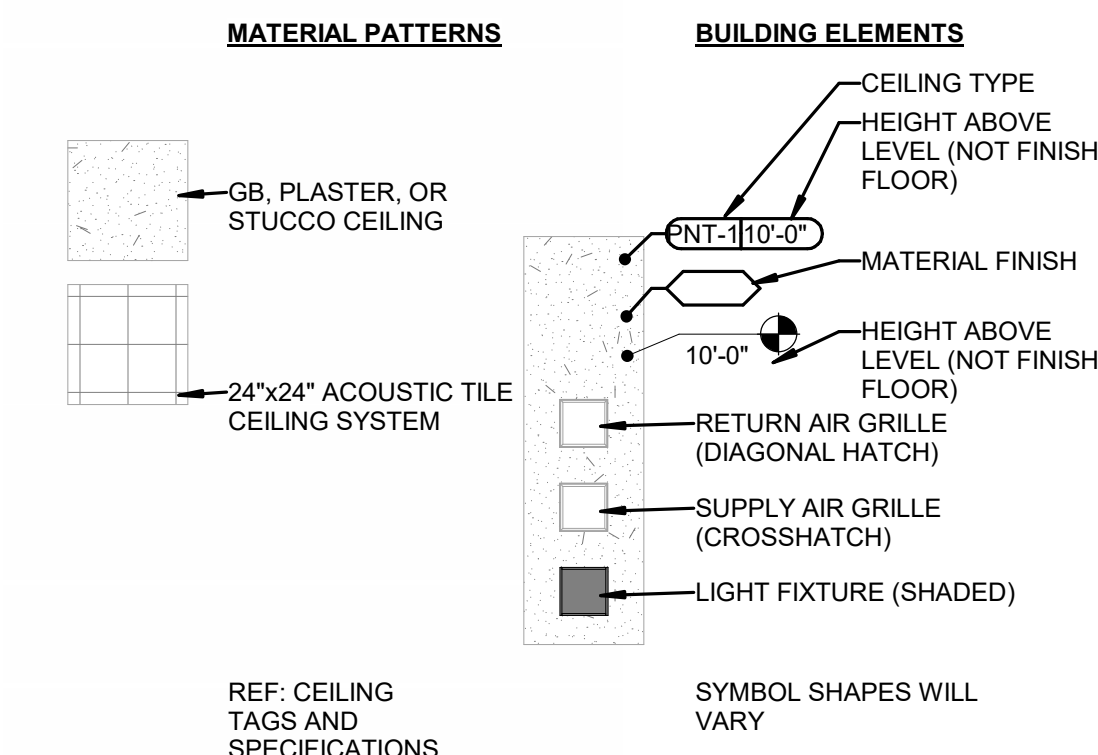 MATERIAL PATTERNS
GB, PLASTER, OR
STUCCO CEILING
24"x24" ACOUSTIC TILE
CEILING SYSTEM
REF: CEILING
TAGS AND
SPECIFICATIONS
BUILDING ELEMENTS
CEILING TYPE
HEIGHT ABOVE
LEVEL (NOT FINISH
FLOOR)
PNT-1 10'-0"
MATERIAL FINISH
10'-0"
HEIGHT ABOVE
LEVEL (NOT FINISH
FLOOR)
RETURN AIR GRILLE
(DIAGONAL HATCH)
SUPPLY AIR GRILLE
(CROSSHATCH)
LIGHT FIXTURE (SHADED)
SYMBOL SHAPES WILL
VARY